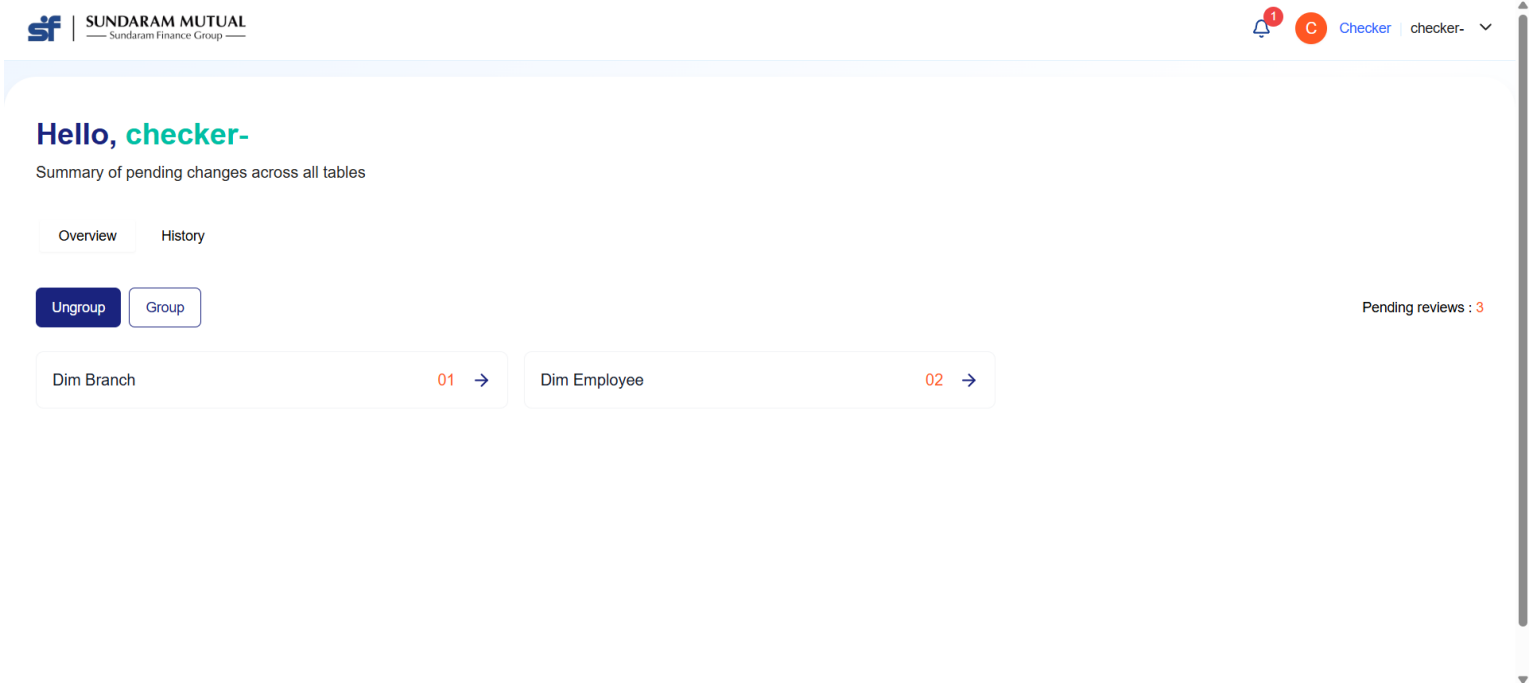 sf | SUNDARAM MUTUAL
Sundaram Finance Group
1
C Checker checker-
Hello, checker-
Summary of pending changes across all tables
Overview History
Ungroup Group Pending reviews : 3
Dim Branch 01 Dim Employee 02